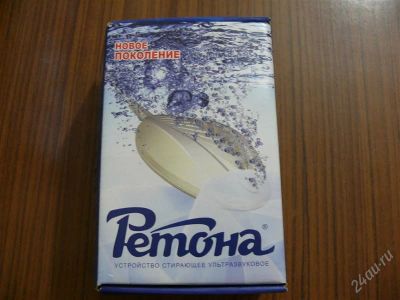 НОВОЕ
ПОКОЛЕНИЕ
Ретона®
УСТРОЙСТВО СТИРАЮЩЕЕ УЛЬТРАЗВУКОВОЕ
24au.ru